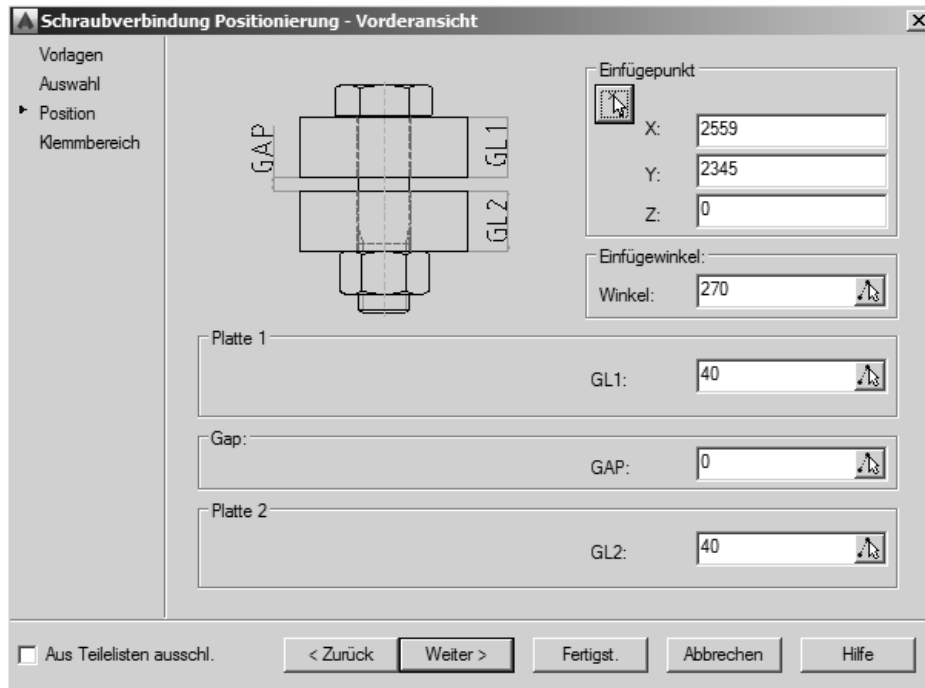 Schraubverbindung Positionierung - Vorderansicht
Vorlagen
Auswahl
Position
Klemmbereich
GAP
GL1
GL2
Einfügepunkt
X: 2559
Y: 2345
Z: 0
Einfügewinkel:
Winkel: 270
Platte 1
GL1: 40
Gap:
GAP: 0
Platte 2
GL2: 40
Aus Teilelisten ausschl.
< Zurück
Weiter >
Fertigst.
Abbrechen
Hilfe